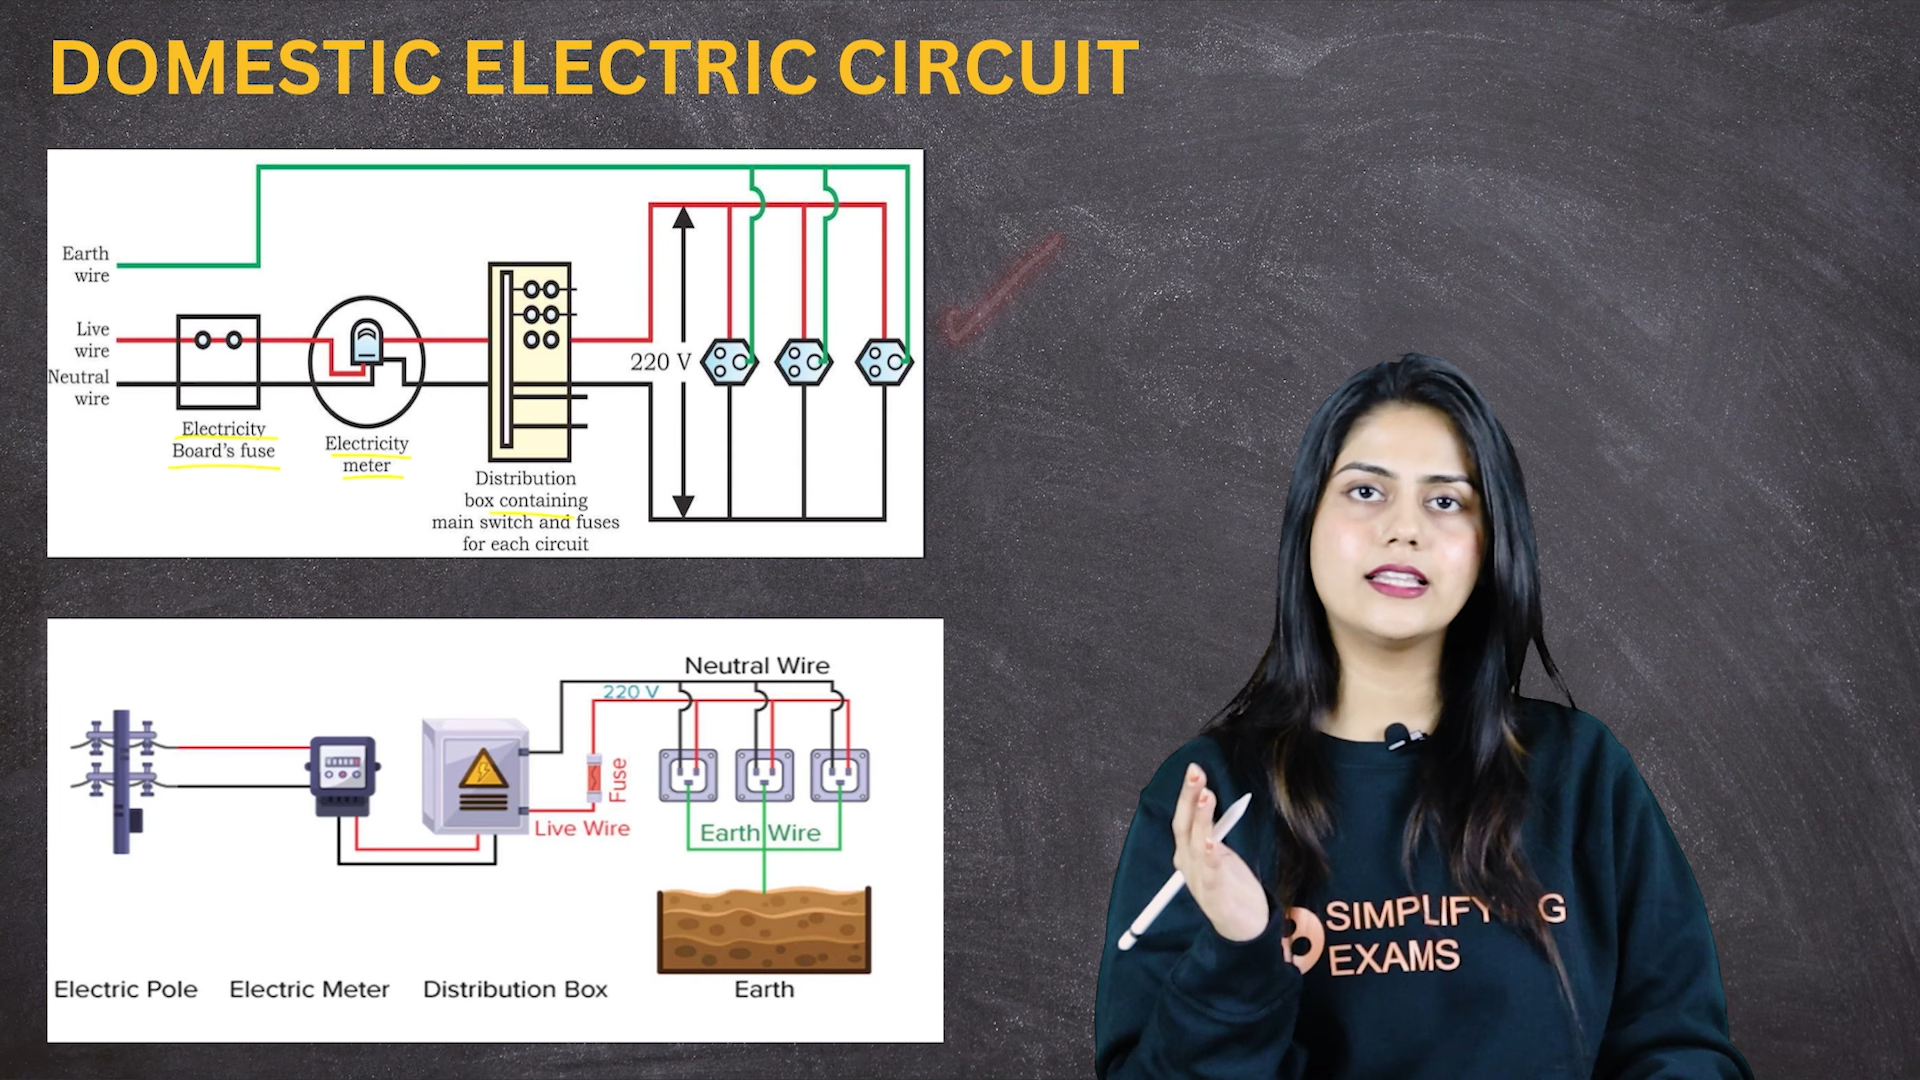 DOMESTIC ELECTRIC CIRCUIT
Earth
wire
Live
wire
Neutral
wire
Electricity
Board's fuse
Electricity
meter
Distribution
box containing
main switch and fuses
for each circuit
220 V
Neutral Wire
220 V
Fuse
Live Wire
Earth Wire
Electric Pole
Electric Meter
Distribution Box
Earth
SIMPLIFYING
EXAMS